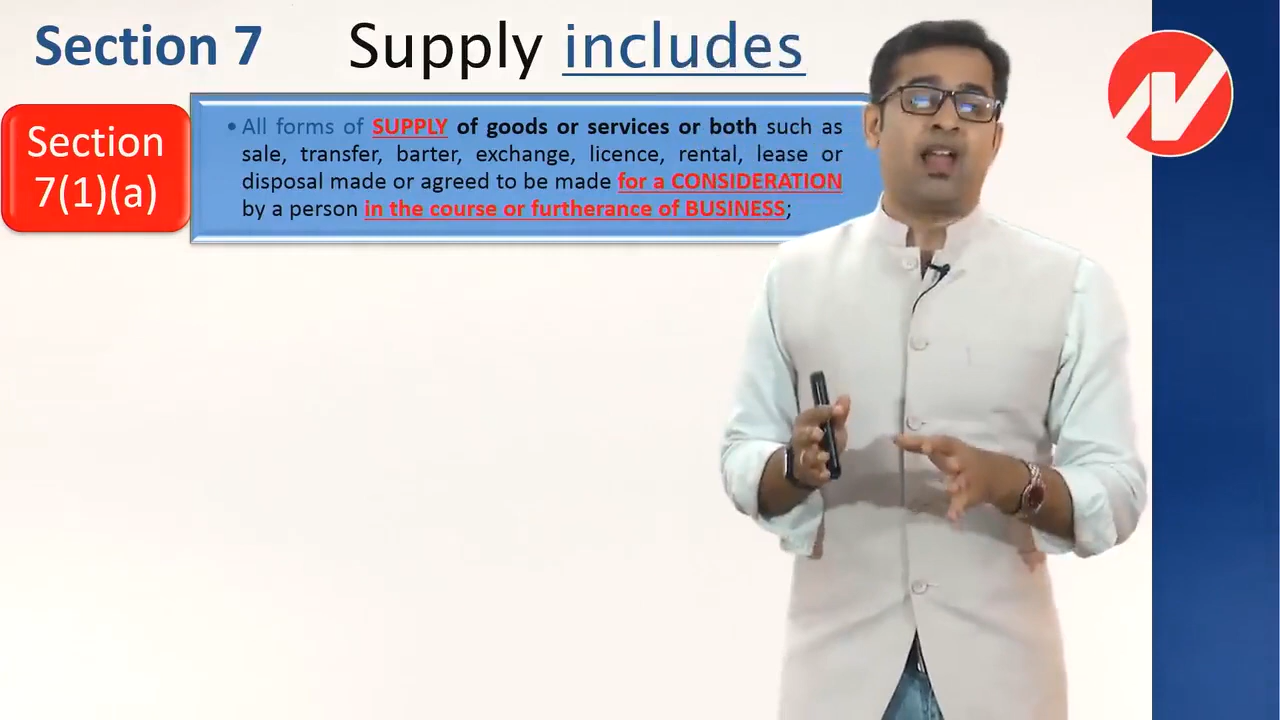 Section 7 Supply includes
Section
7(1)(a)
• All forms of SUPPLY of goods or services or both such as
sale, transfer, barter, exchange, licence, rental, lease or
disposal made or agreed to be made for a CONSIDERATION
by a person in the course or furtherance of BUSINESS;